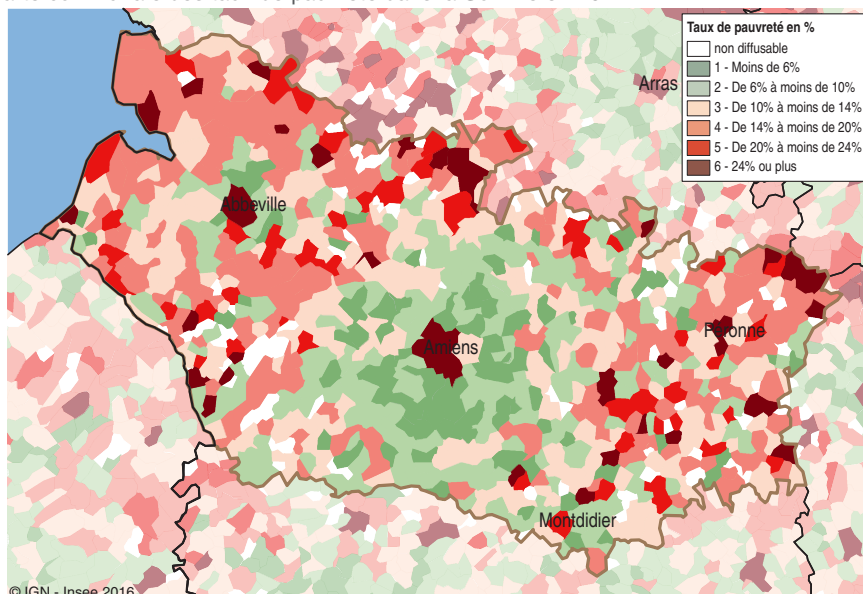 Taux de pauvreté en %
non diffusable
1 - Moins de 6%
2 - De 6% à moins de 10%
3 - De 10% à moins de 14%
4 - De 14% à moins de 20%
5 - De 20% à moins de 24%
6 - 24% ou plus
Arras
Abbeville
Péronne
Amiens
Montdidier
© IGN - Insee 2016